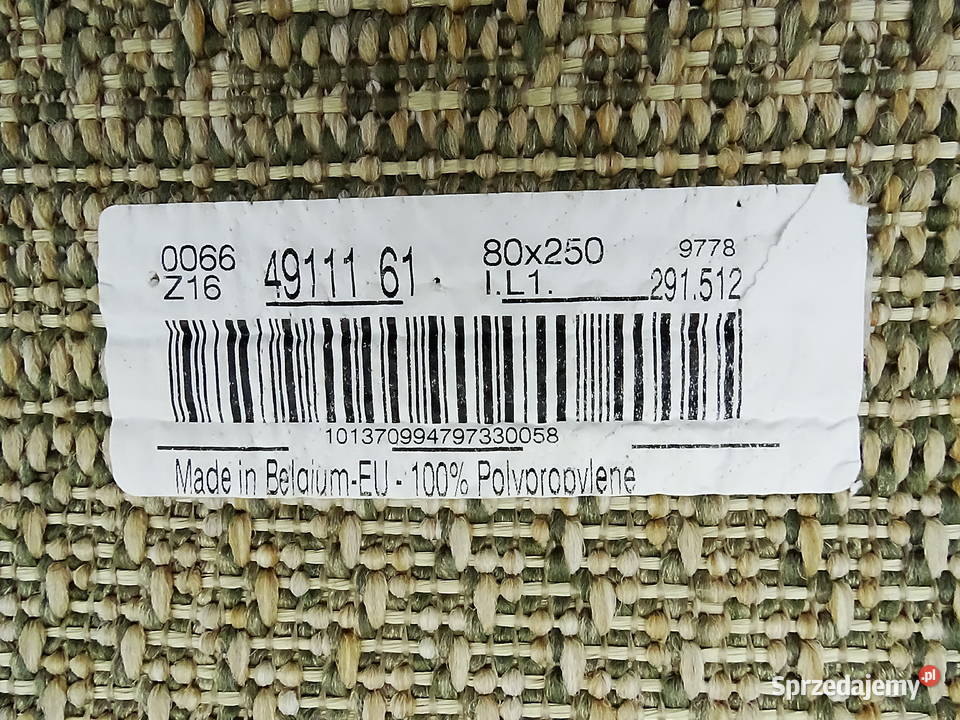 0066 49111 61 . 80x250 9778
Z16 I.L1. 291.512
101370994797330058
Made in Belgium-EU - 100% Polypropylene
Sprzedajemy.pl